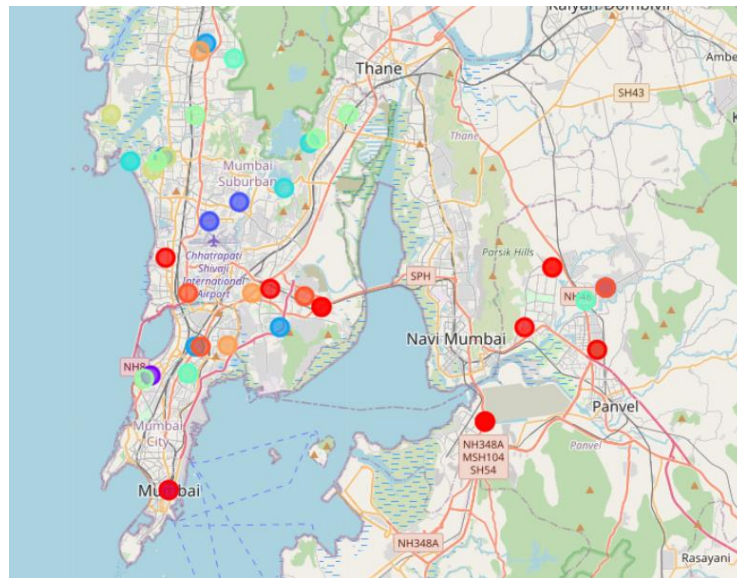 Kalyan Dombivli
Thane
Ambe
SH43
Thane
K
Mumbai
Suburban
Parsik Hills
Chhatrapati
Shivaji
International
Airport
SPH
NH48
Navi Mumbai
NH8
Panvel
Mumbai
City
Panvel
NH348A
MSH104
SH54
Mumbai
NH348A
Rasayani